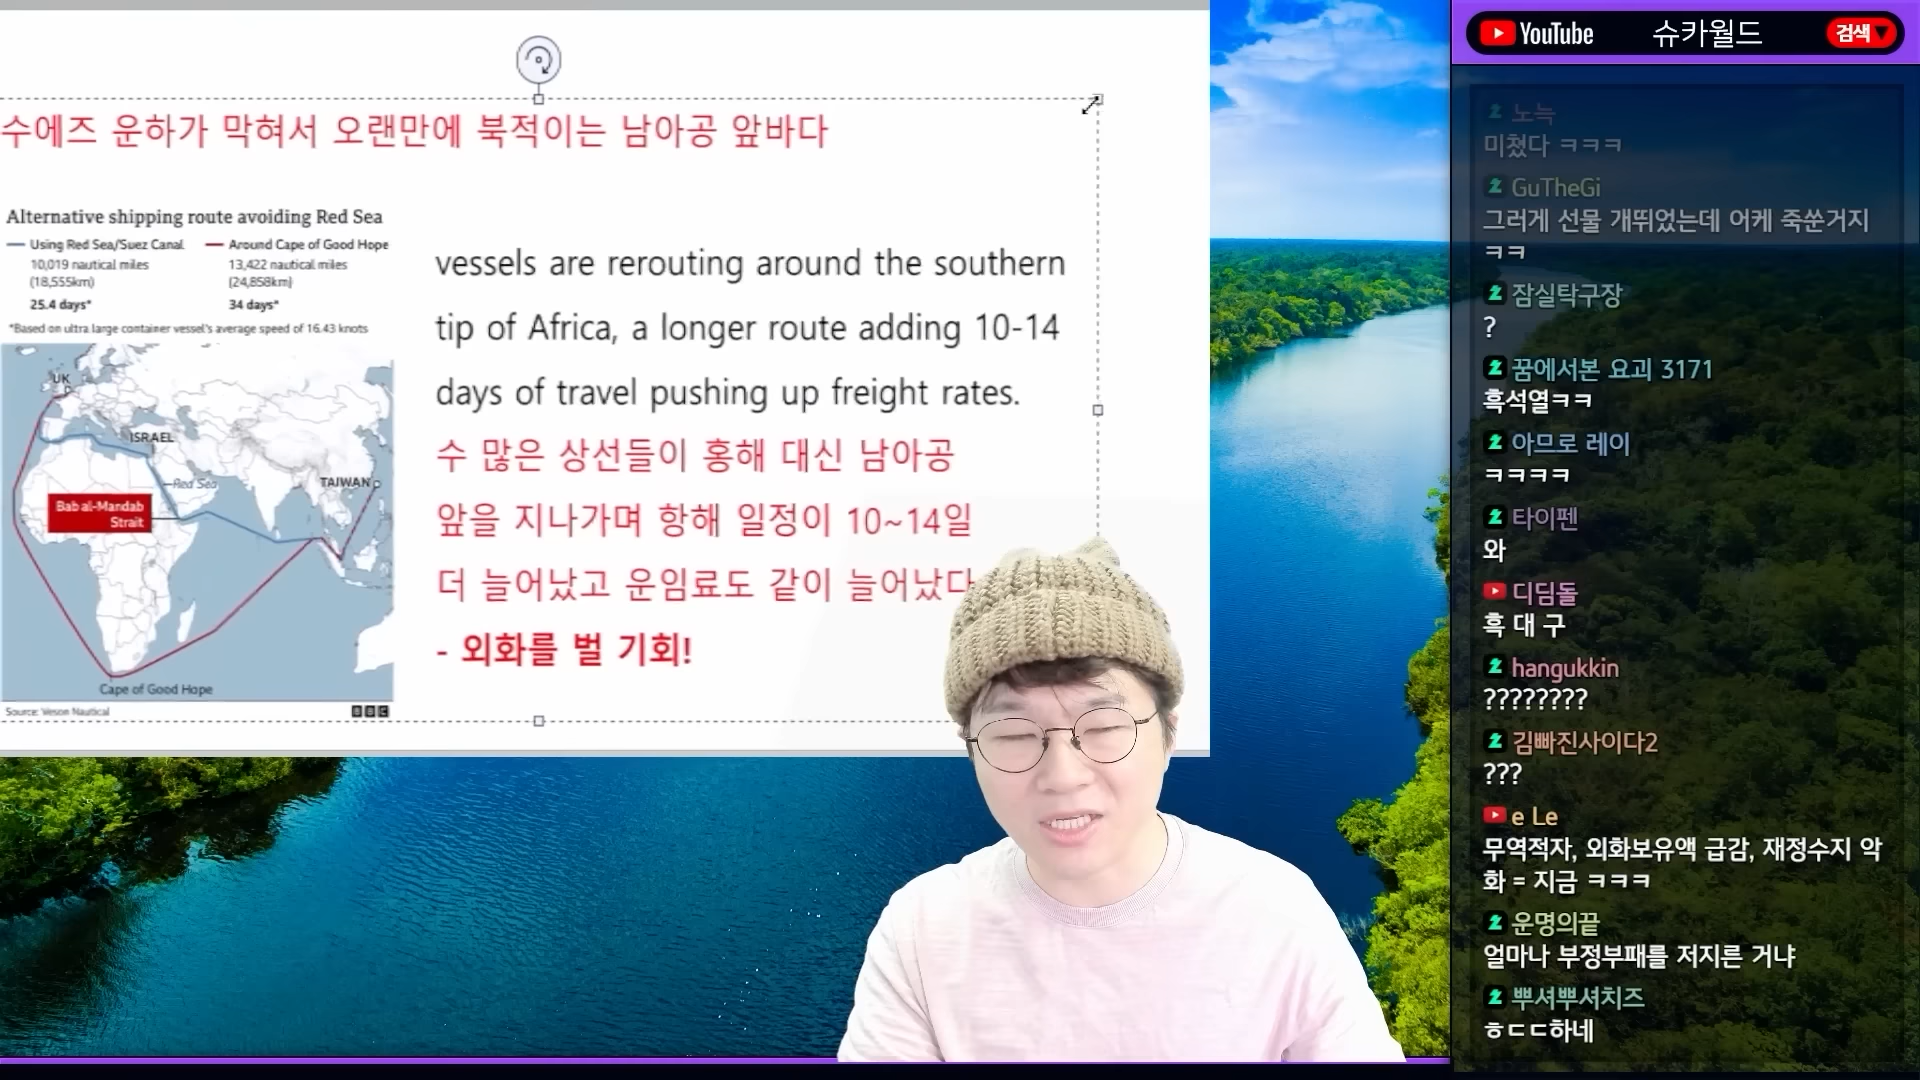 수에즈 운하가 막혀서 오랜만에 북적이는 남아공 앞바다
Alternative shipping route avoiding Red Sea
Using Red Sea/Suez Canal
10,019 nautical miles
(18,555km)
25.4 days*
Around Cape of Good Hope
13,422 nautical miles
(24,858km)
34 days*
*Based on ultra large container vessel's average speed of 16.43 knots
UK
ISRAEL
Red Sea
TAIWAN
Bab al-Mandab
Strait
Cape of Good Hope
Source: Veson Nautical
BBC
vessels are rerouting around the southern
tip of Africa, a longer route adding 10-14
days of travel pushing up freight rates.
수 많은 상선들이 홍해 대신 남아공
앞을 지나가며 항해 일정이 10~14일
더 늘어났고 운임료도 같이 늘어났다
- 외화를 벌 기회!
YouTube
슈카월드
검색
노늑
미쳤다 ㅋㅋㅋ
GuTheGi
그러게 선물 개뛰었는데 어케 죽쑨거지
ㅋㅋ
잠실탁구장
?
꿈에서본 요괴 3171
흑석열ㅋㅋ
아므로 레이
ㅋㅋㅋㅋ
타이펜
와
디딤돌
흑 대 구
hangukkin
????????
김빠진사이다2
???
e Le
무역적자, 외화보유액 급감, 재정수지 악
화 = 지금 ㅋㅋㅋ
운명의끝
얼마나 부정부패를 저지른 거냐
뿌셔뿌셔치즈
ㅎㄷㄷ하네